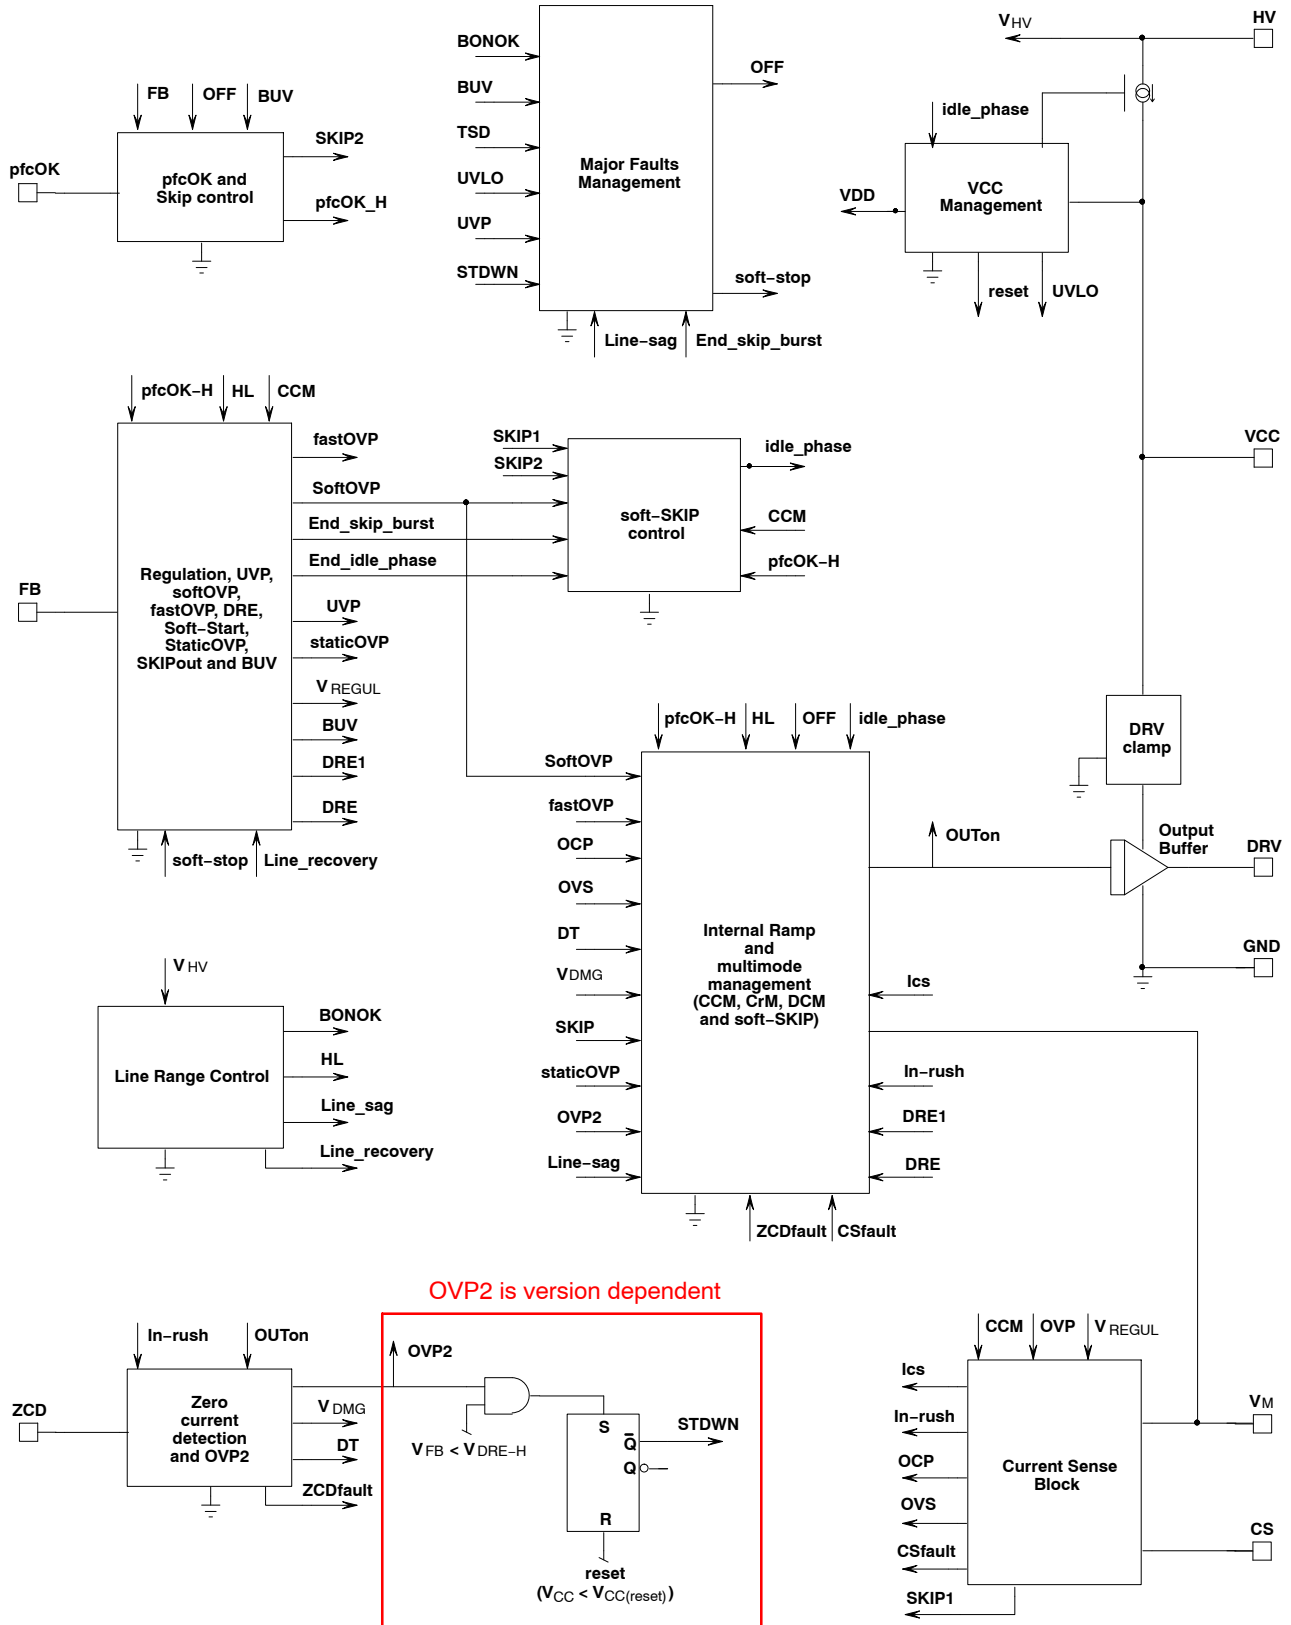 FB
OFF
BUV
pfcOK
pfcOK and
Skip control
SKIP2
pfcOK_H
BONOK
BUV
TSD
UVLO
UVP
STDWN
Major Faults
Management
OFF
soft-stop
Line-sag
End_skip_burst
VHV
HV
idle_phase
VCC
Management
VDD
reset
UVLO
VCC
pfcOK-H
HL
CCM
FB
Regulation, UVP,
softOVP,
fastOVP, DRE,
Soft-Start,
StaticOVP,
SKIPout and BUV
fastOVP
SoftOVP
End_skip_burst
End_idle_phase
UVP
staticOVP
VREGUL
BUV
DRE1
DRE
soft-stop
Line_recovery
SKIP1
SKIP2
soft-SKIP
control
idle_phase
CCM
pfcOK-H
DRV
clamp
Output
Buffer
DRV
GND
pfcOK-H
HL
OFF
idle_phase
SoftOVP
fastOVP
OCP
OVS
DT
VDMG
SKIP
staticOVP
OVP2
Line-sag
Internal Ramp
and
multimode
management
(CCM, CrM, DCM
and soft-SKIP)
OUTon
Ics
In-rush
DRE1
DRE
ZCDfault
CSfault
VHV
Line Range Control
BONOK
HL
Line_sag
Line_recovery
OVP2 is version dependent
In-rush
OUTon
ZCD
Zero
current
detection
and OVP2
OVP2
VDMG
DT
ZCDfault
VFB < VDRE-H
S
Q̅
Q
R
STDWN
reset
(VCC < VCC(reset))
CCM
OVP
VREGUL
Ics
In-rush
OCP
OVS
CSfault
SKIP1
Current Sense
Block
VM
CS